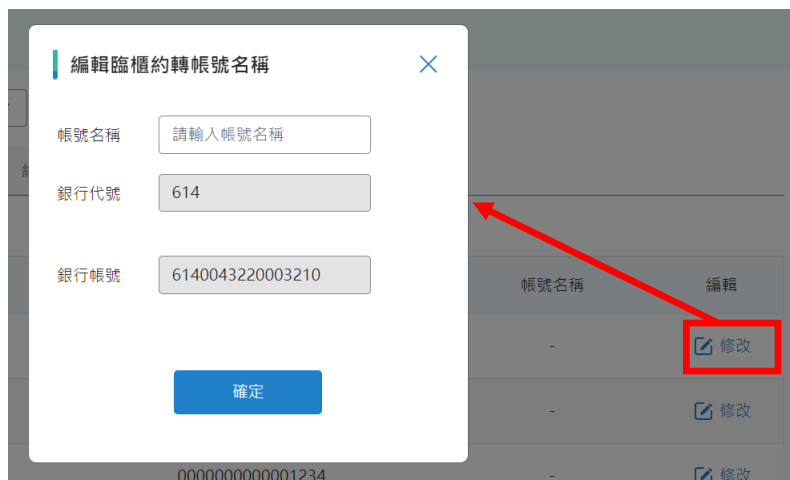 編輯臨櫃約轉帳號名稱
帳號名稱 請輸入帳號名稱
銀行代號 614
銀行帳號 6140043220003210
確定
帳號名稱 編輯
- 修改
- 修改
0000000000001234 - 修改